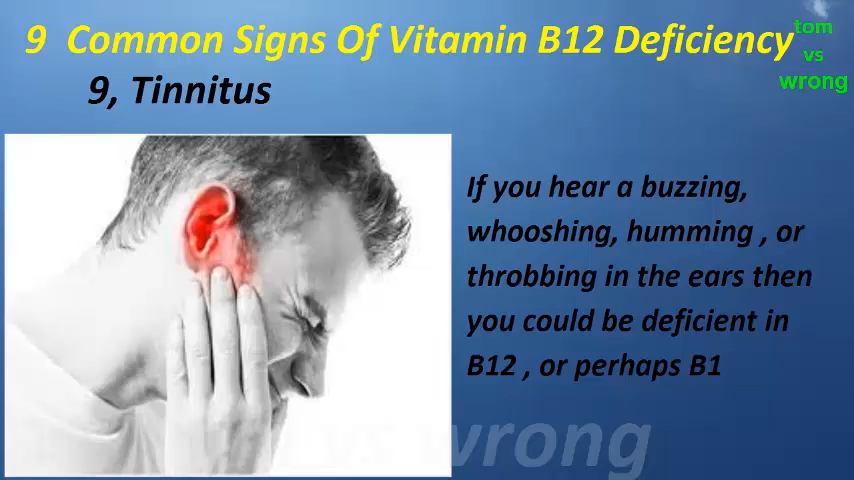 9 Common Signs Of Vitamin B12 Deficiency
tom
vs
wrong
9, Tinnitus
If you hear a buzzing,
whooshing, humming , or
throbbing in the ears then
you could be deficient in
B12 , or perhaps B1
vs wrong